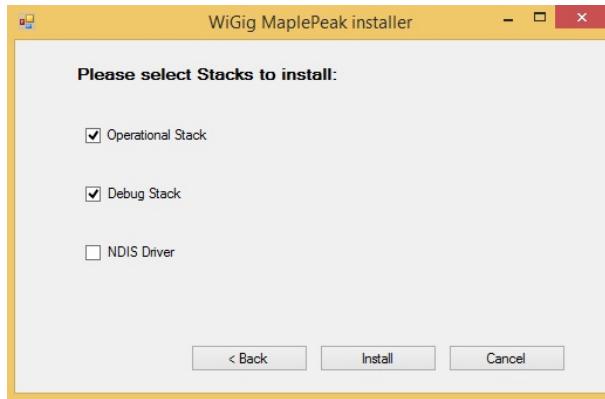 WiGig MaplePeak installer
Please select Stacks to install:
Operational Stack
Debug Stack
NDIS Driver
< Back Install Cancel